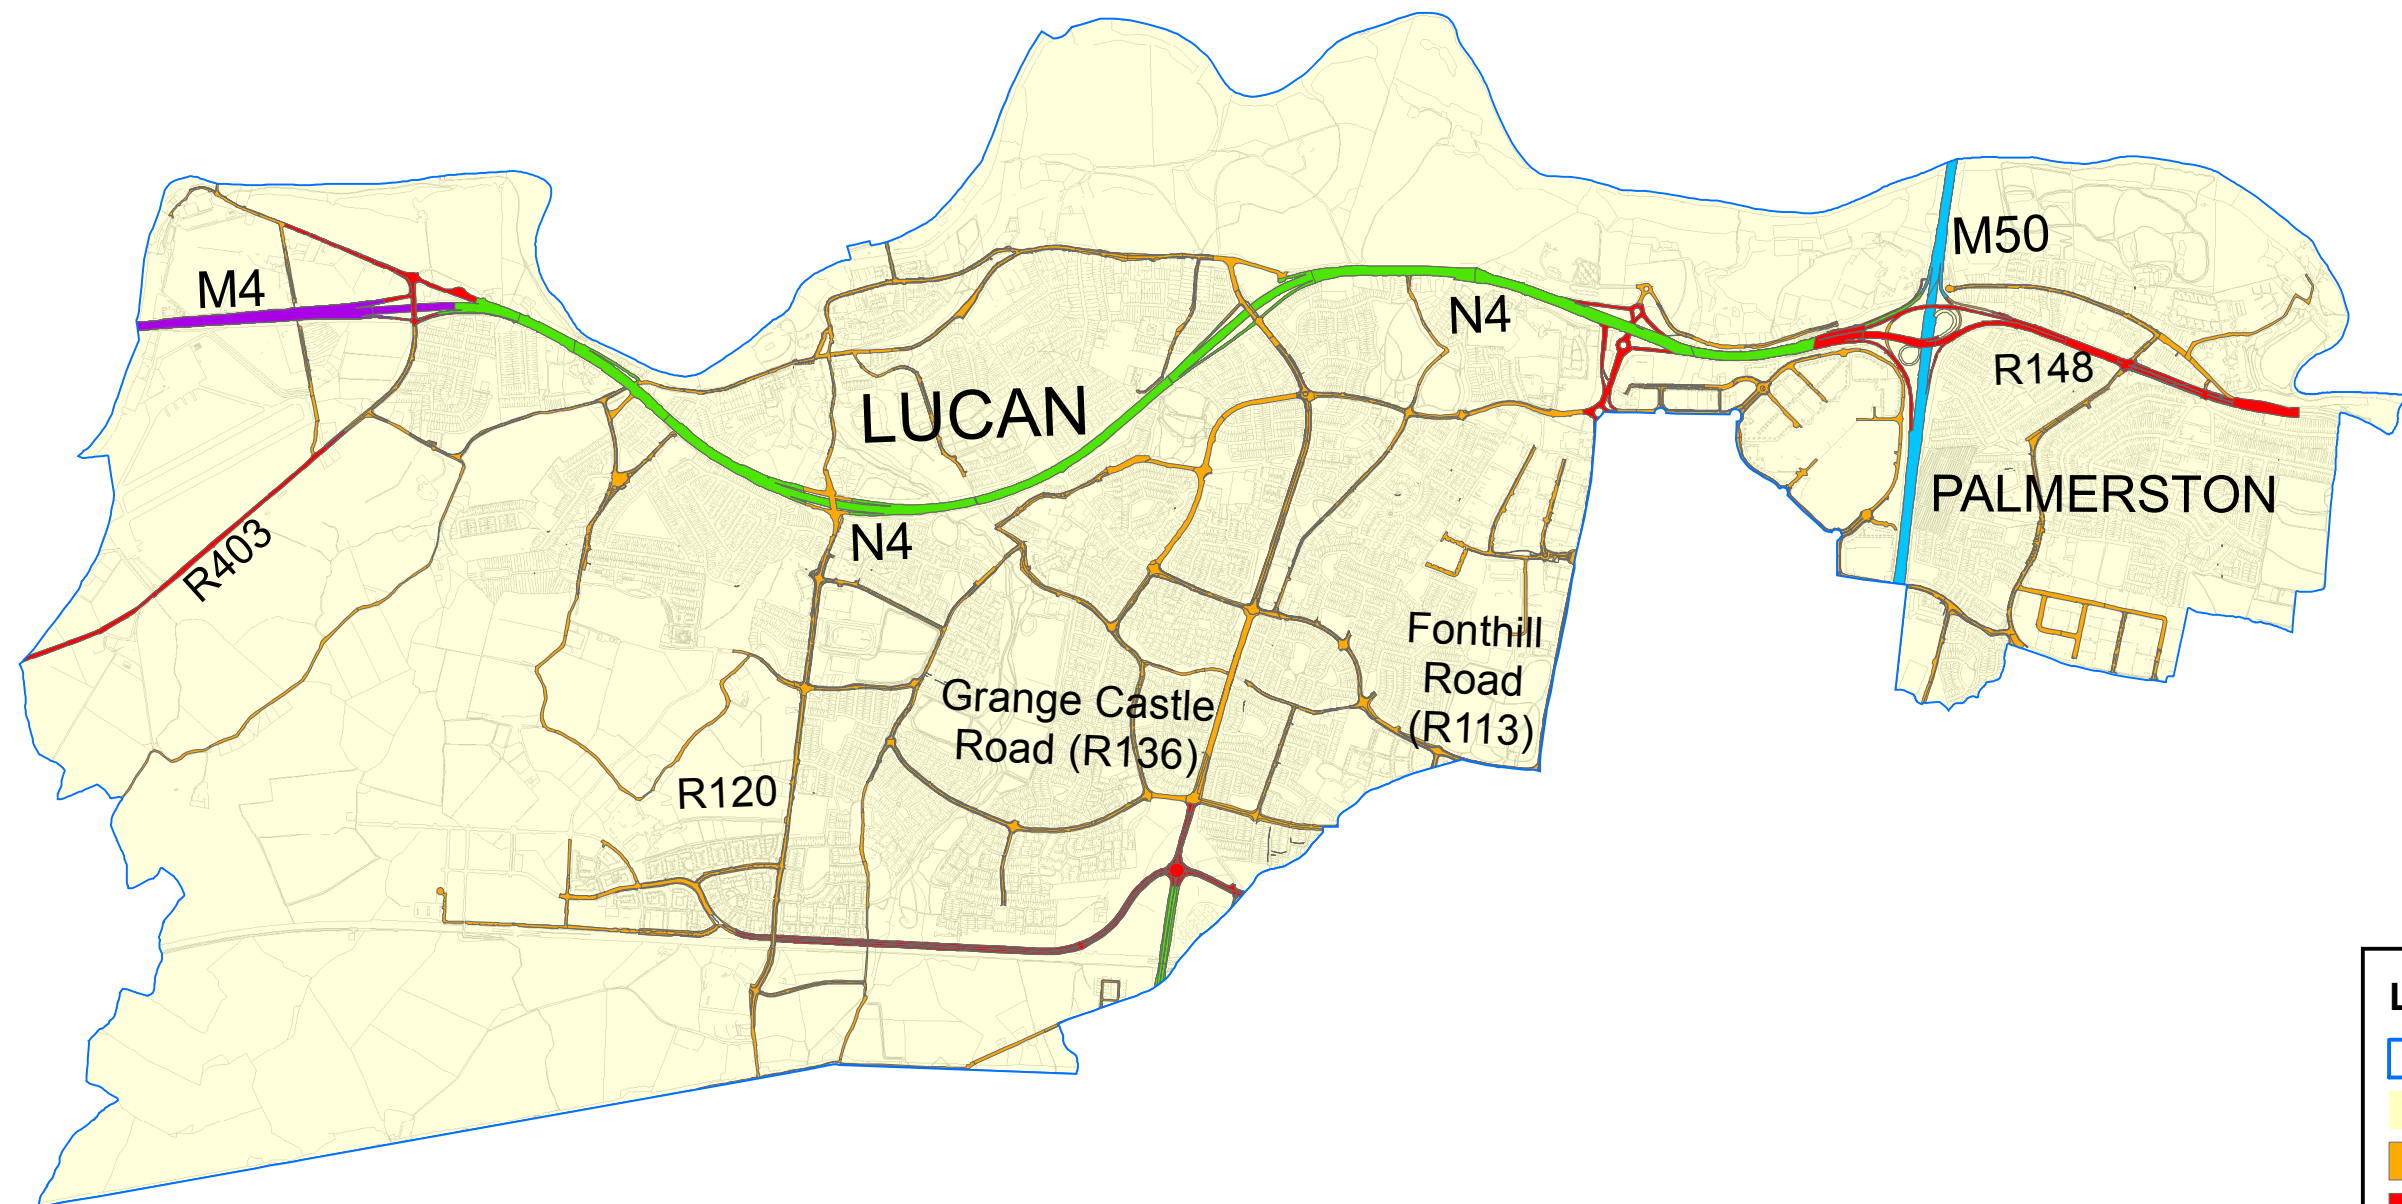 M50
M4
N4
R148
LUCAN
PALMERSTON
N4
R403
Fonthill
Road
(R113)
Grange Castle
Road (R136)
R120